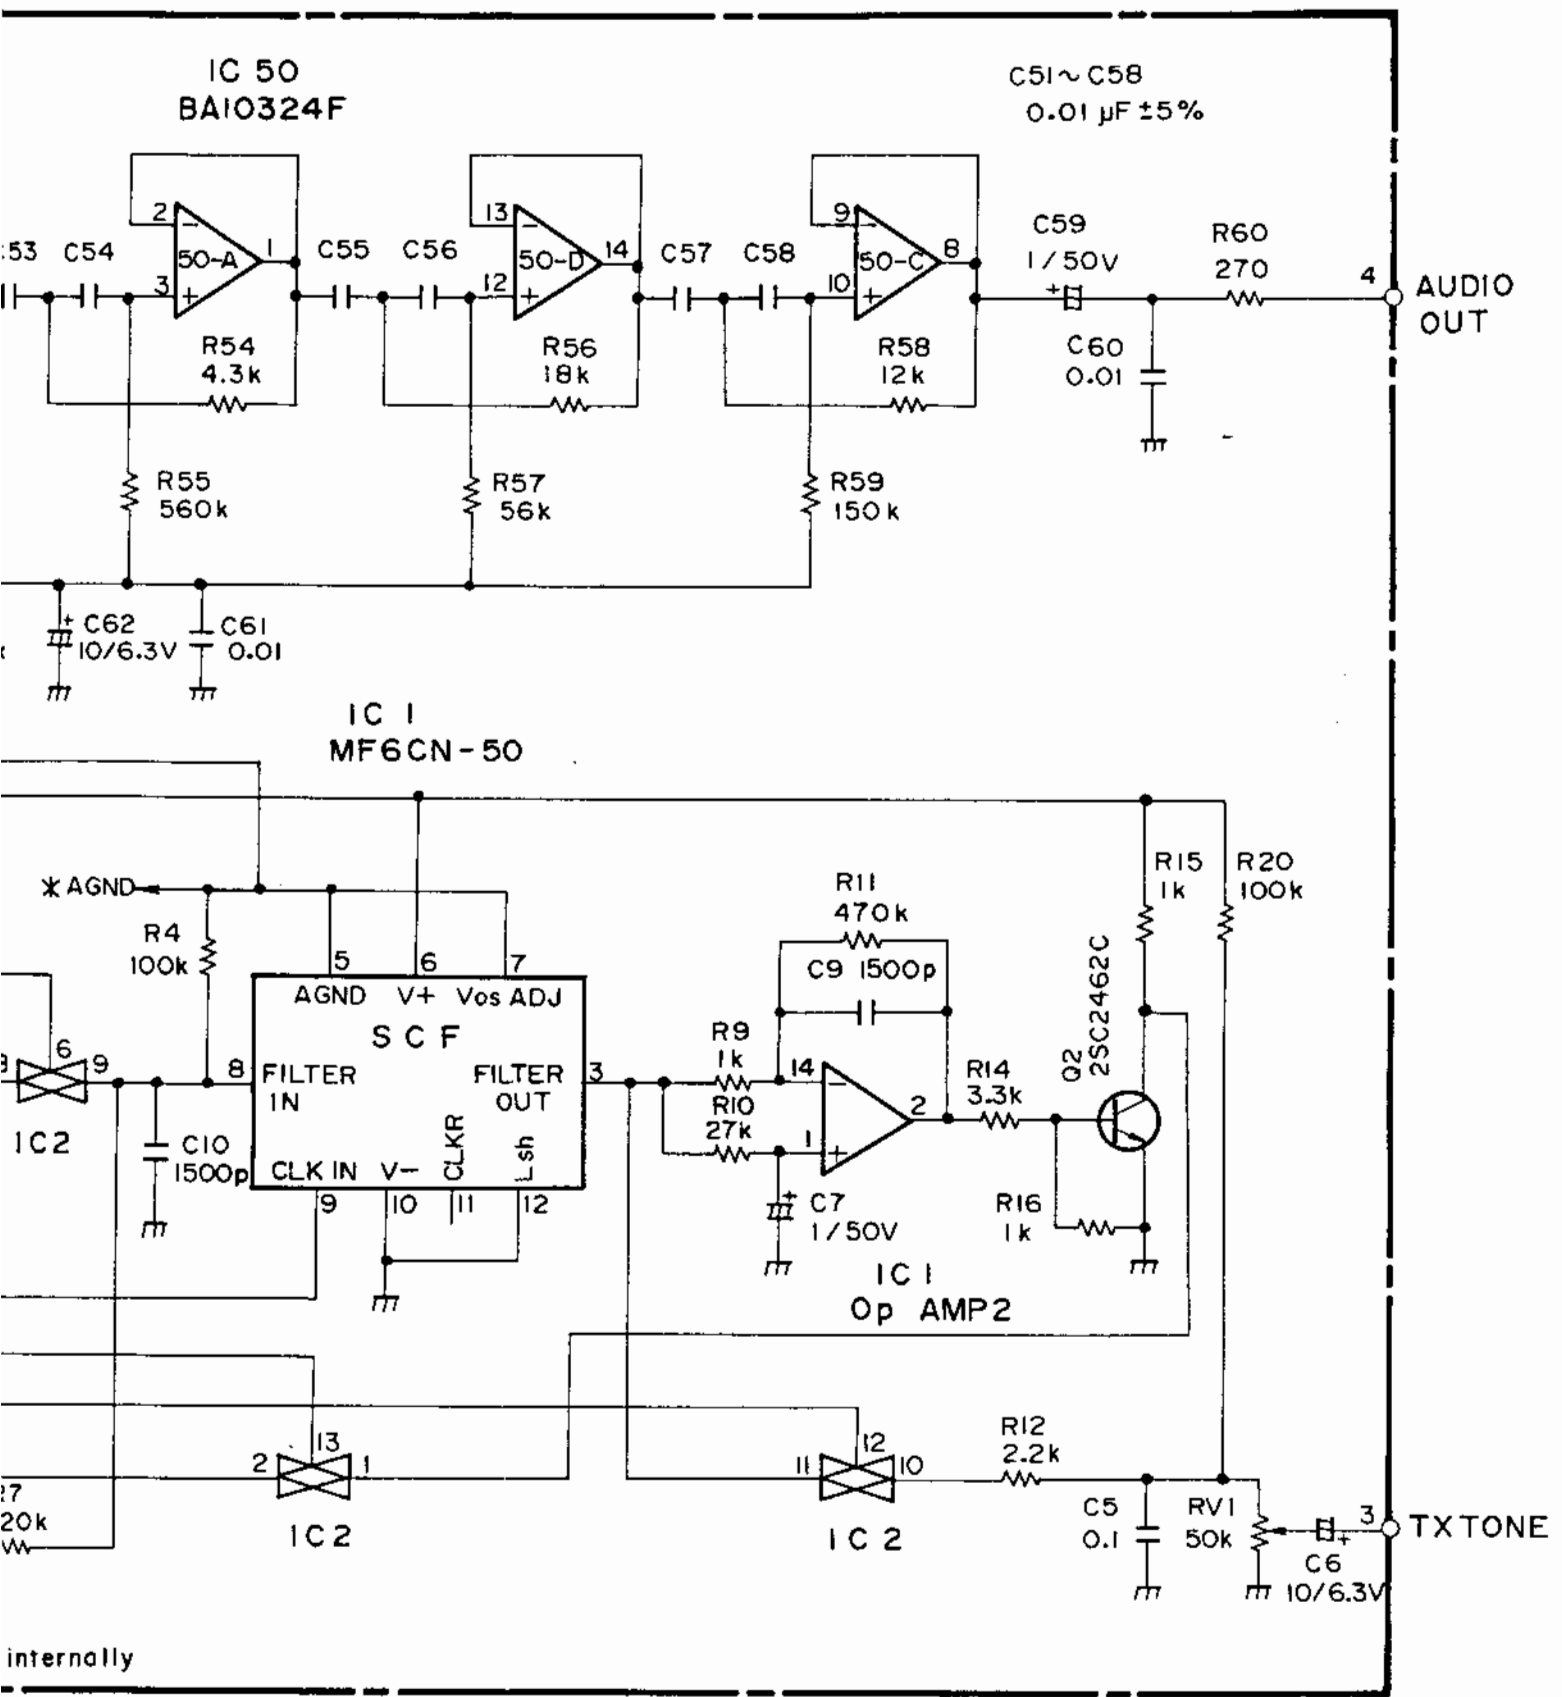 IC 50
BA10324F
C51~C58
0.01 µF ±5%
2
50-A
1
3
13
50-D
14
12
9
50-C
8
10
:53
C54
C55
C56
C57
C58
C59
1/50V
R60
270
4
AUDIO
OUT
R54
4.3k
R56
18k
R58
12k
C60
0.01
R55
560k
R57
56k
R59
150k
C62
10/6.3V
C61
0.01
IC 1
MF6CN-50
* AGND
R4
100k
R11
470k
C9 1500p
R15
1k
R20
100k
Q2
2SC2462C
5
6
7
AGND V+ Vos ADJ
SCF
6
9
8
FILTER
IN
FILTER
OUT
3
R9
1k
14
R10
27k
1
2
R14
3.3k
IC2
C10
1500p
CLK IN
V-
CLKR
Lsh
9
10
11
12
C7
1/50V
R16
1k
IC1
Op AMP2
2
13
1
IC2
11
12
10
IC2
R12
2.2k
C5
0.1
RV1
50k
3
TXTONE
C6
10/6.3V
27
20k
internally